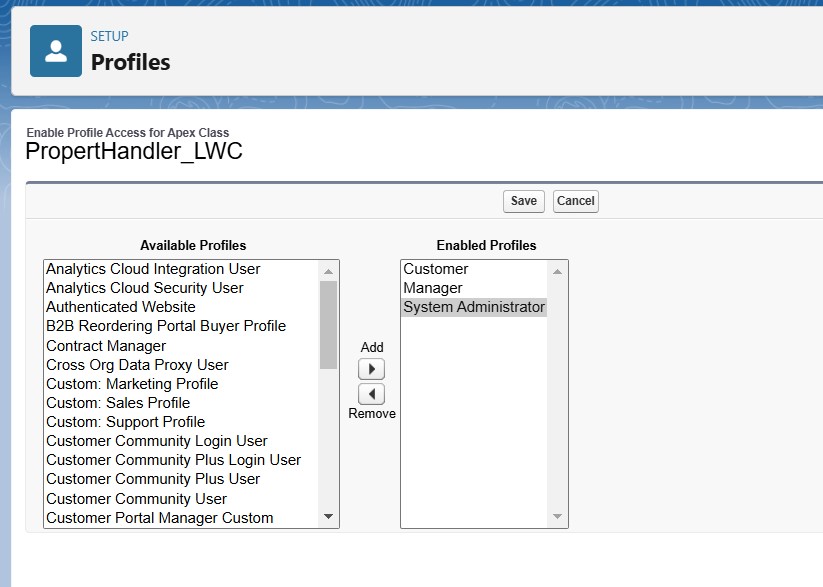 SETUP
Profiles
Enable Profile Access for Apex Class
PropertHandler_LWC
Save Cancel
Available Profiles
Analytics Cloud Integration User
Analytics Cloud Security User
Authenticated Website
B2B Reordering Portal Buyer Profile
Contract Manager
Cross Org Data Proxy User
Custom: Marketing Profile
Custom: Sales Profile
Custom: Support Profile
Customer Community Login User
Customer Community Plus Login User
Customer Community Plus User
Customer Community User
Customer Portal Manager Custom
Add
Remove
Enabled Profiles
Customer
Manager
System Administrator